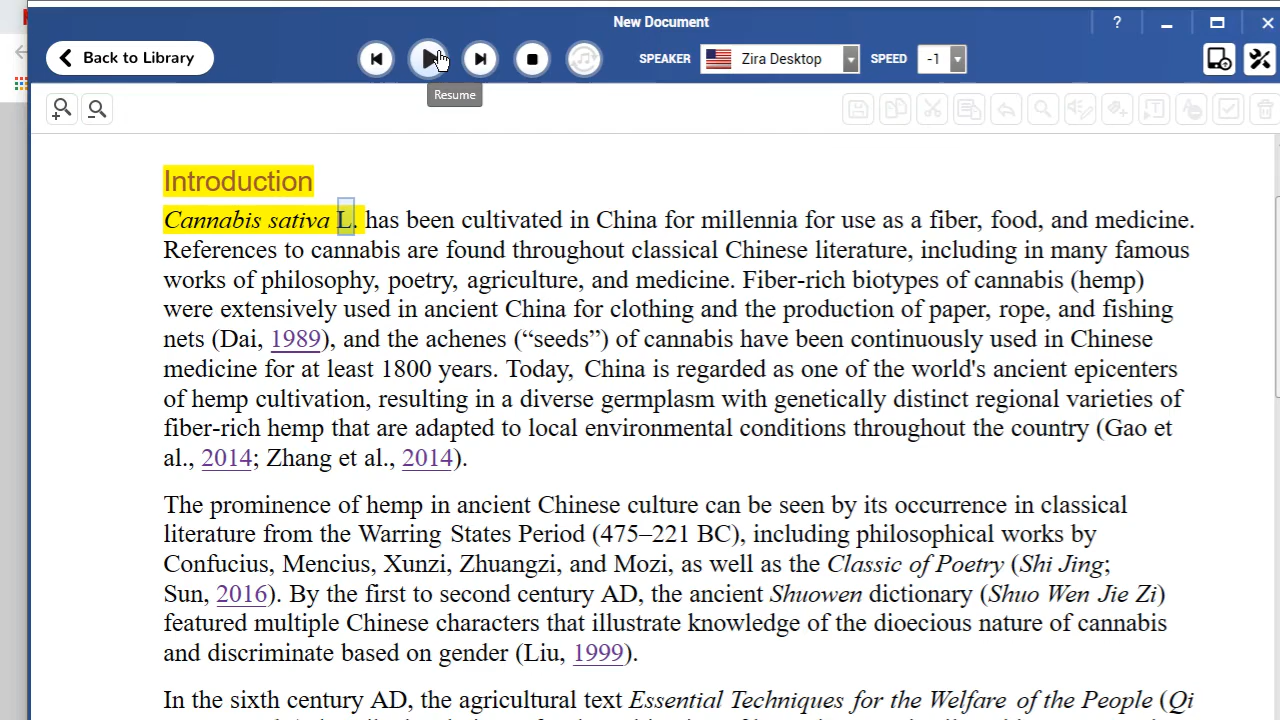 New Document
?
Back to Library
SPEAKER
Zira Desktop
SPEED
-1
Resume
Introduction
Cannabis sativa L. has been cultivated in China for millennia for use as a fiber, food, and medicine.
References to cannabis are found throughout classical Chinese literature, including in many famous
works of philosophy, poetry, agriculture, and medicine. Fiber-rich biotypes of cannabis (hemp)
were extensively used in ancient China for clothing and the production of paper, rope, and fishing
nets (Dai, 1989), and the achenes (“seeds”) of cannabis have been continuously used in Chinese
medicine for at least 1800 years. Today, China is regarded as one of the world's ancient epicenters
of hemp cultivation, resulting in a diverse germplasm with genetically distinct regional varieties of
fiber-rich hemp that are adapted to local environmental conditions throughout the country (Gao et
al., 2014; Zhang et al., 2014).
The prominence of hemp in ancient Chinese culture can be seen by its occurrence in classical
literature from the Warring States Period (475–221 BC), including philosophical works by
Confucius, Mencius, Xunzi, Zhuangzi, and Mozi, as well as the Classic of Poetry (Shi Jing;
Sun, 2016). By the first to second century AD, the ancient Shuowen dictionary (Shuo Wen Jie Zi)
featured multiple Chinese characters that illustrate knowledge of the dioecious nature of cannabis
and discriminate based on gender (Liu, 1999).
In the sixth century AD, the agricultural text Essential Techniques for the Welfare of the People (Qi